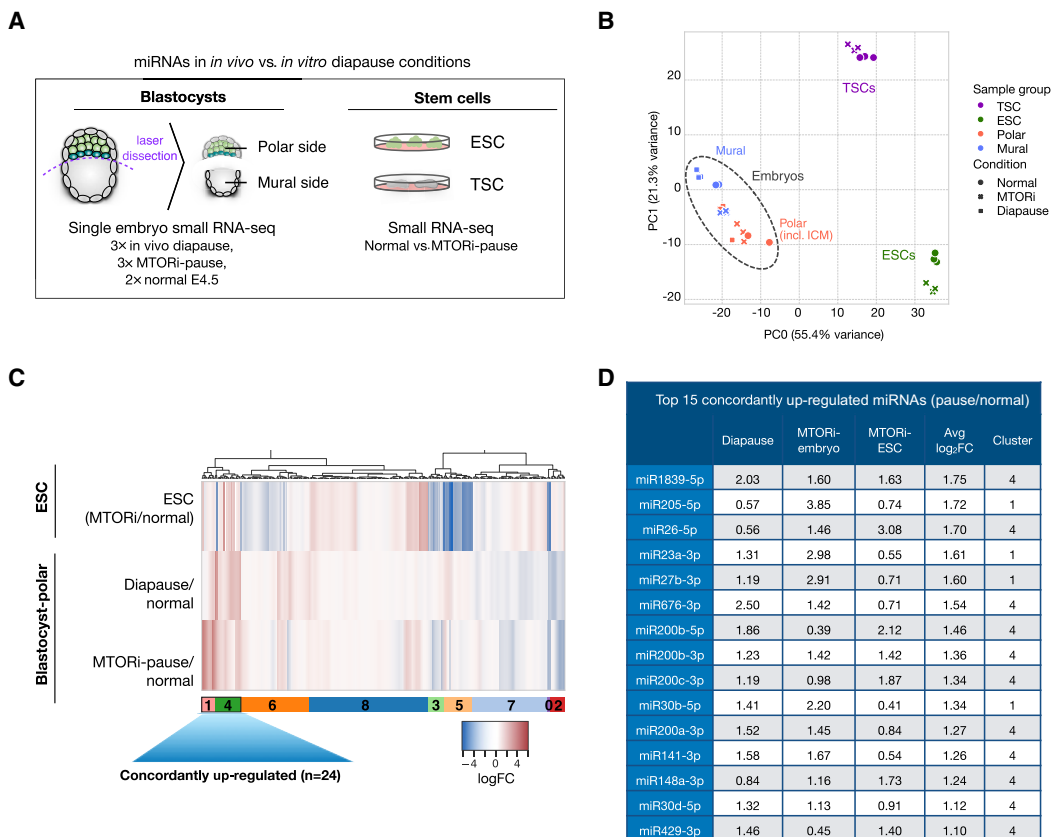 A
miRNAs in in vivo vs. in vitro diapause conditions
Blastocysts
Stem cells
laser
dissection
Polar side
Mural side
ESC
TSC
Single embryo small RNA-seq
3× in vivo diapause,
3× MTORi-pause,
2× normal E4.5
Small RNA-seq
Normal vs.MTORi-pause
B
PC1 (21.3% variance)
20
10
0
-10
-20
-20 -10 0 10 20 30
PC0 (55.4% variance)
TSCs
Mural
Embryos
Polar
(incl. ICM)
ESCs
Sample group
TSC
ESC
Polar
Mural
Condition
Normal
MTORi
Diapause
C
ESC
Blastocyst-polar
ESC
(MTORi/normal)
Diapause/
normal
MTORi-pause/
normal
1 4 6 8 3 5 7 0 2
Concordantly up-regulated (n=24)
−4 0 4
logFC
D
Top 15 concordantly up-regulated miRNAs (pause/normal)
Diapause MTORi-embryo MTORi-ESC Avg log2FC Cluster
miR1839-5p 2.03 1.60 1.63 1.75 4
miR205-5p 0.57 3.85 0.74 1.72 1
miR26-5p 0.56 1.46 3.08 1.70 4
miR23a-3p 1.31 2.98 0.55 1.61 1
miR27b-3p 1.19 2.91 0.71 1.60 1
miR676-3p 2.50 1.42 0.71 1.54 4
miR200b-5p 1.86 0.39 2.12 1.46 4
miR200b-3p 1.23 1.42 1.42 1.36 4
miR200c-3p 1.19 0.98 1.87 1.34 4
miR30b-5p 1.41 2.20 0.41 1.34 1
miR200a-3p 1.52 1.45 0.84 1.27 4
miR141-3p 1.58 1.67 0.54 1.26 4
miR148a-3p 0.84 1.16 1.73 1.24 4
miR30d-5p 1.32 1.13 0.91 1.12 4
miR429-3p 1.46 0.45 1.40 1.10 4